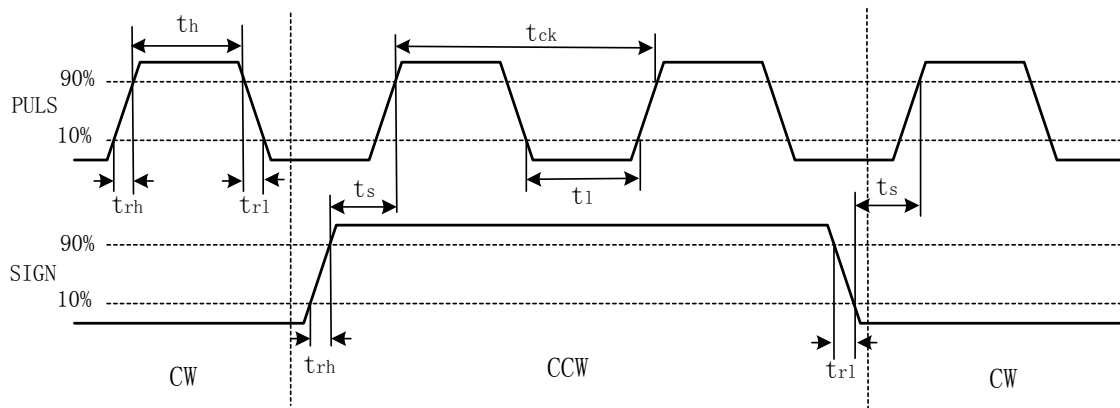 th
tck
90%
PULS
10%
trh
trl
ts
tl
ts
90%
SIGN
10%
trh
trl
CW
CCW
CW